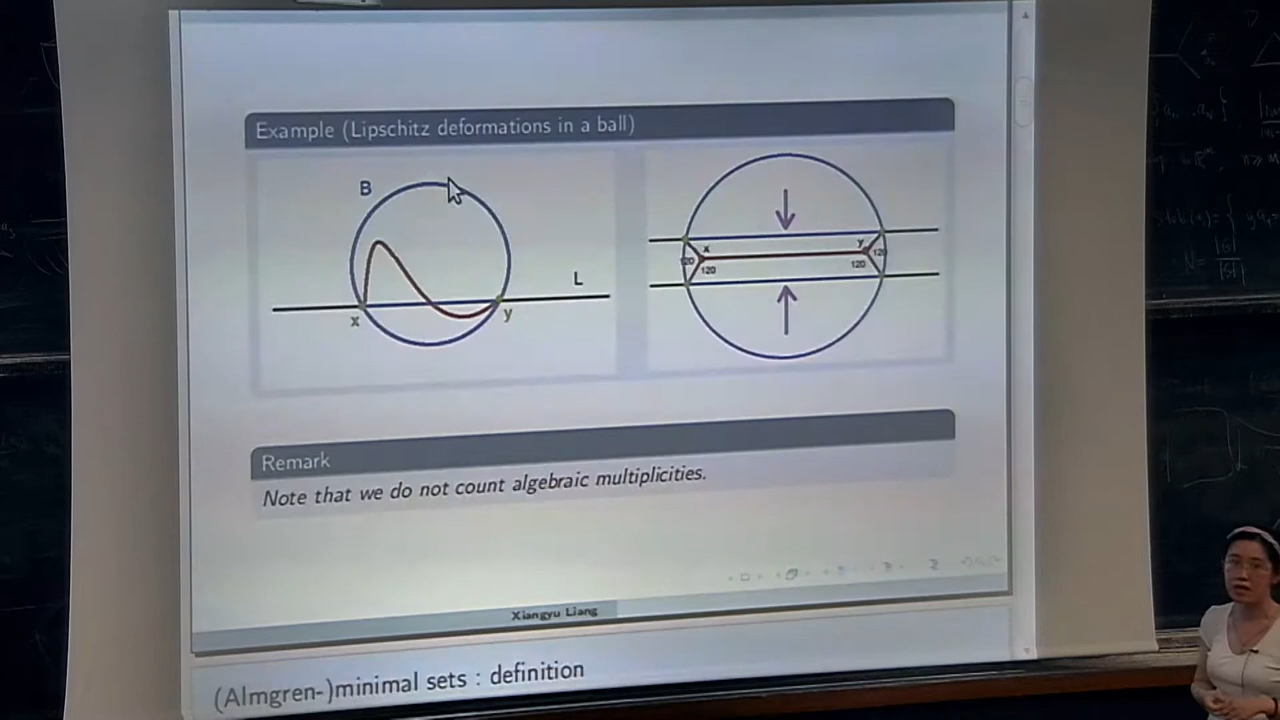 Example (Lipschitz deformations in a ball)
B
L
x
y
x
y
120
120
120
120
Remark
Note that we do not count algebraic multiplicities.
Xiangyu Liang
(Almgren-)minimal sets : definition